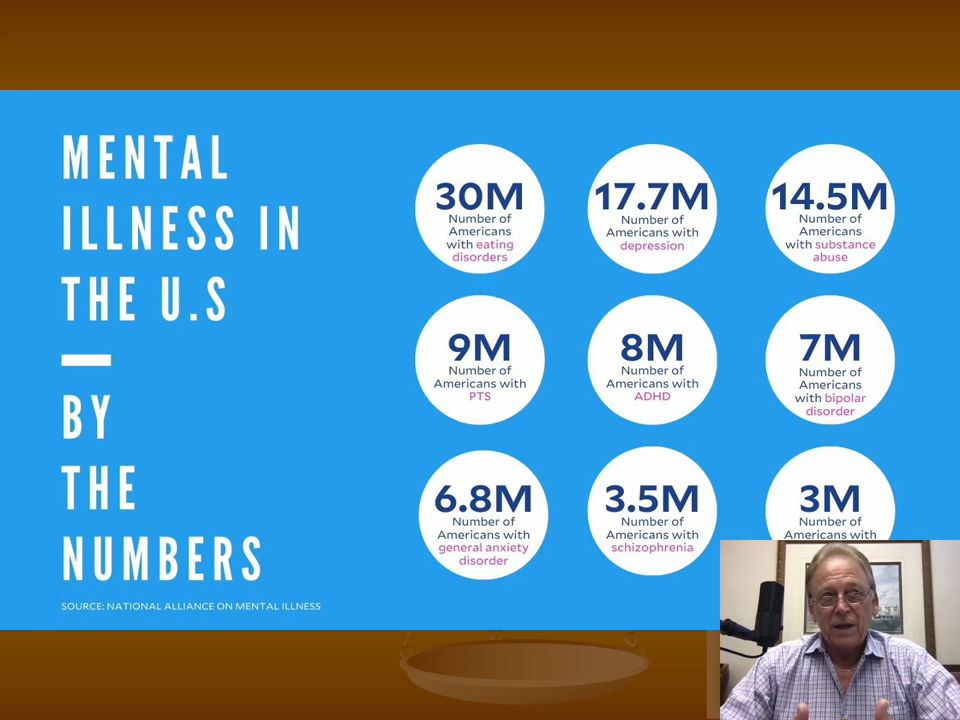 MENTAL
ILLNESS IN
THE U.S
BY
THE
NUMBERS
SOURCE: NATIONAL ALLIANCE ON MENTAL ILLNESS
30M
Number of
Americans
with eating
disorders
17.7M
Number of
Americans with
depression
14.5M
Number of
Americans
with substance
abuse
9M
Number of
Americans with
PTS
8M
Number of
Americans with
ADHD
7M
Number of
Americans
with bipolar
disorder
6.8M
Number of
Americans with
general anxiety
disorder
3.5M
Number of
Americans with
schizophrenia
3M
Number of
Americans with